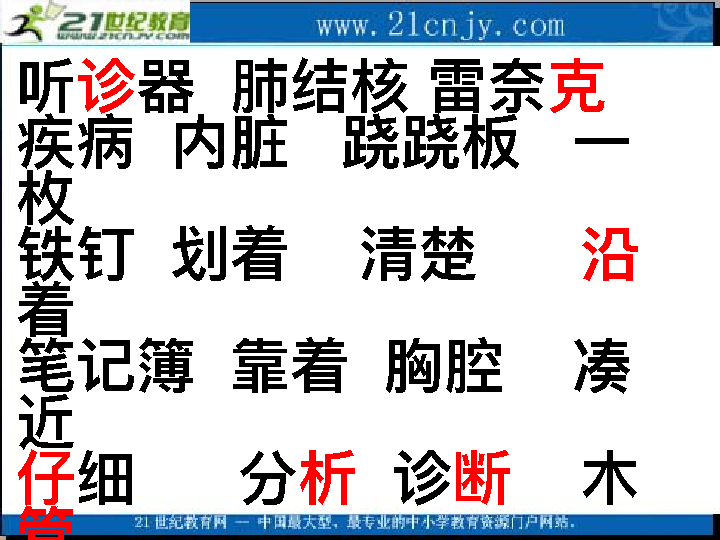 21世纪教育
WWW.21CNJY.COM
www.21cnjy.com
听诊器 肺结核 雷奈克
疾病 内脏 跷跷板 一
枚
铁钉 划着 清楚 沿
着
笔记簿 靠着 胸腔 凑
近
仔细 分析 诊断 木
管
21世纪教育网 -- 中国最大型、最专业的中小学教育资源门户网站.